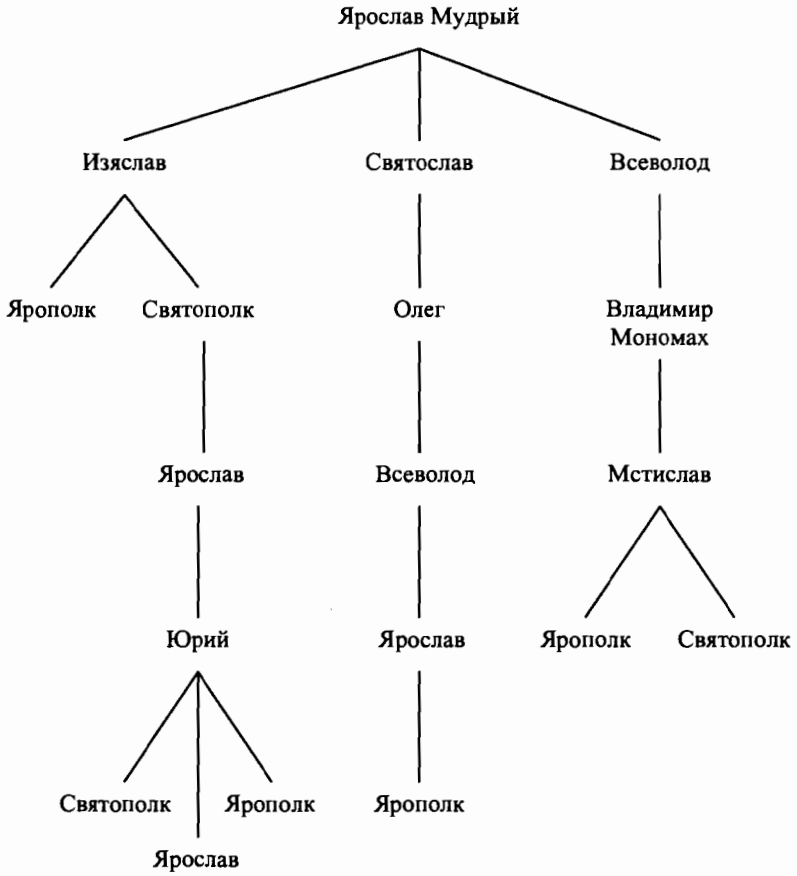 Ярослав Мудрый
Изяслав
Святослав
Всеволод
Ярополк
Святополк
Олег
Владимир
Мономах
Ярослав
Всеволод
Мстислав
Юрий
Ярослав
Ярополк
Святополк
Святополк
Ярополк
Ярополк
Ярослав